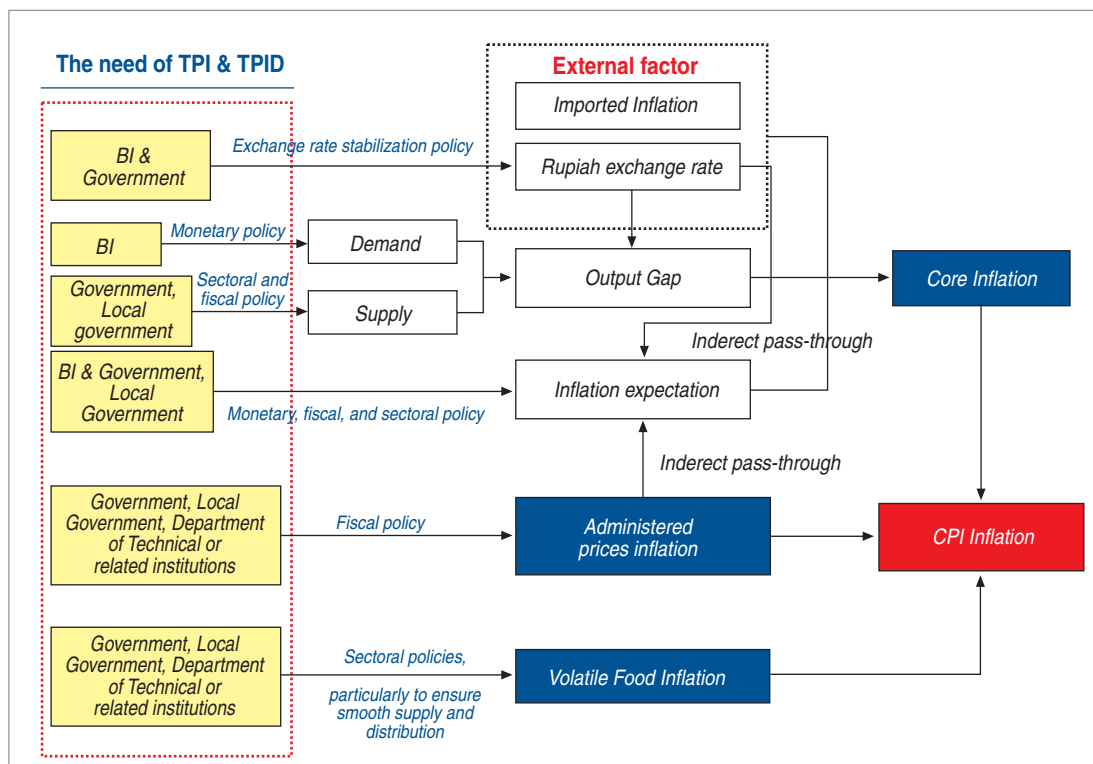 The need of TPI & TPID
External factor
Imported Inflation
BI &
Government
Exchange rate stabilization policy
Rupiah exchange rate
BI
Monetary policy
Demand
Government,
Local
government
Sectoral and
fiscal policy
Supply
Output Gap
Core Inflation
Inderect pass-through
BI & Government,
Local
Government
Monetary, fiscal, and sectoral policy
Inflation expectation
Inderect pass-through
Government, Local
Government, Department
of Technical or
related institutions
Fiscal policy
Administered
prices inflation
CPI Inflation
Government, Local
Government, Department
of Technical or
related institutions
Sectoral policies,
particularly to ensure
smooth supply and
distribution
Volatile Food Inflation